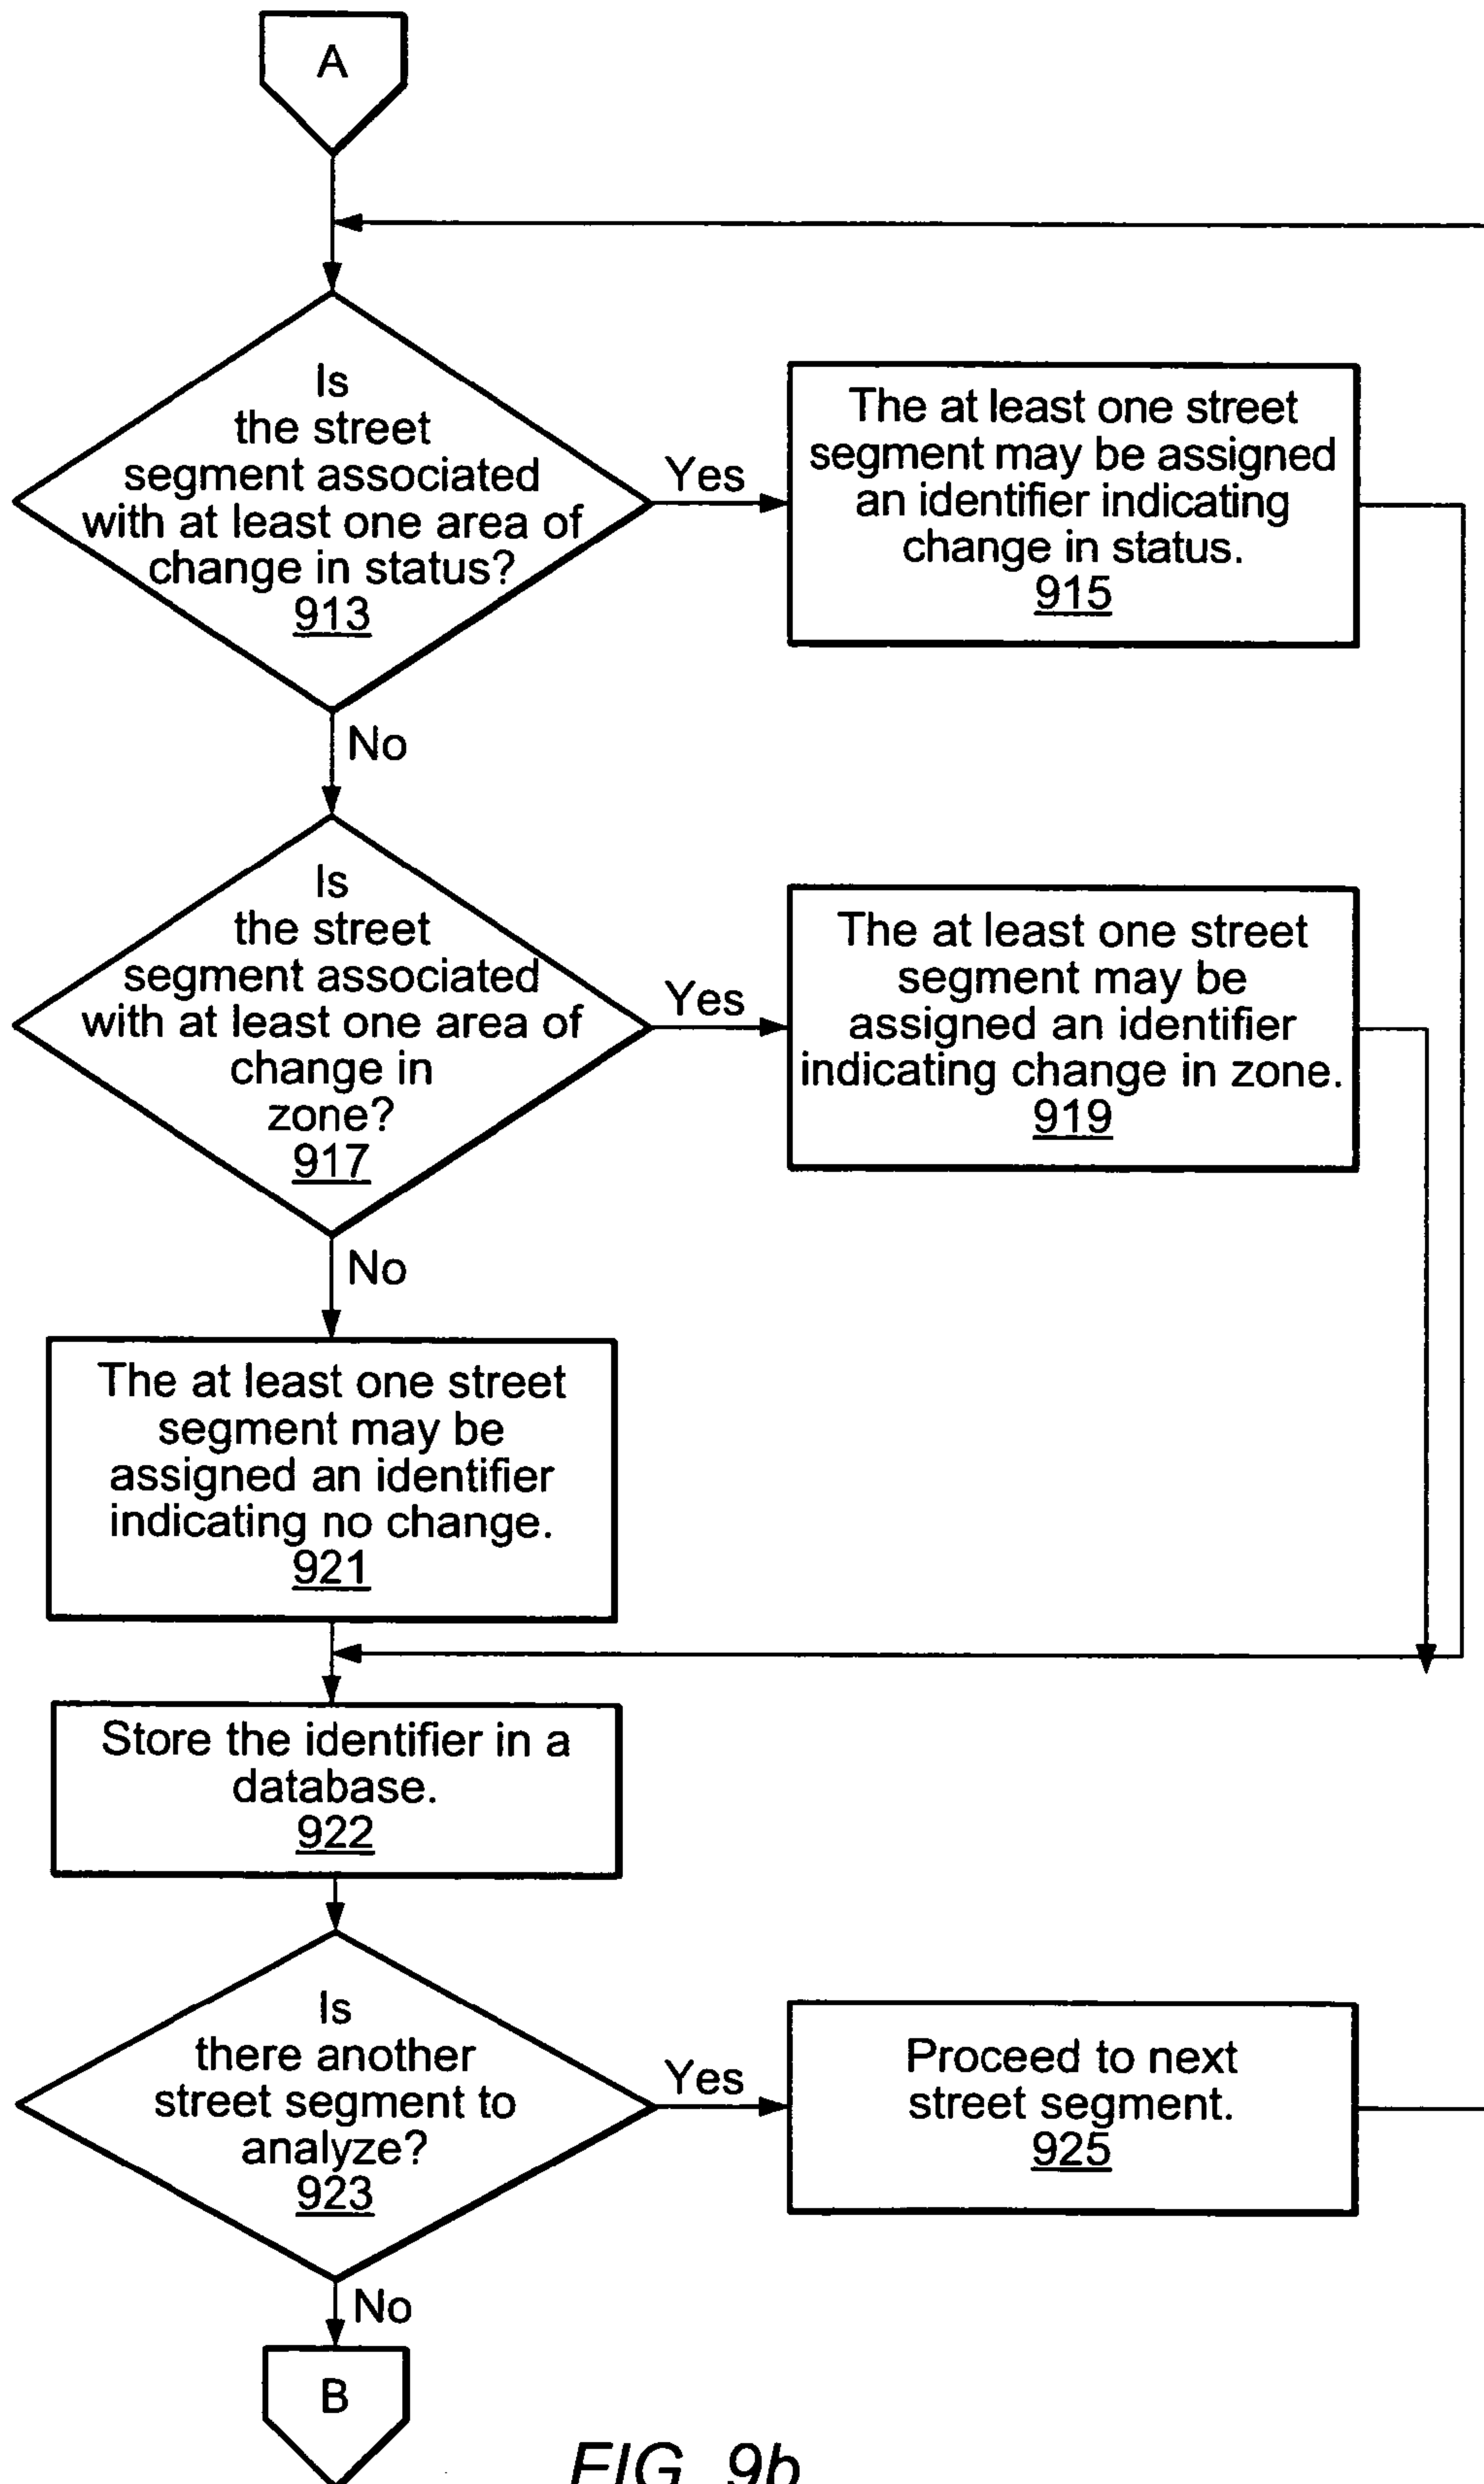 A
Is
the street
segment associated
with at least one area of
change in status?
913
Yes
The at least one street
segment may be assigned
an identifier indicating
change in status.
915
No
Is
the street
segment associated
with at least one area of
change in
zone?
917
Yes
The at least one street
segment may be
assigned an identifier
indicating change in zone.
919
No
The at least one street
segment may be
assigned an identifier
indicating no change.
921
Store the identifier in a
database.
922
Is
there another
street segment to
analyze?
923
Yes
Proceed to next
street segment.
925
No
B
FIG. 9b